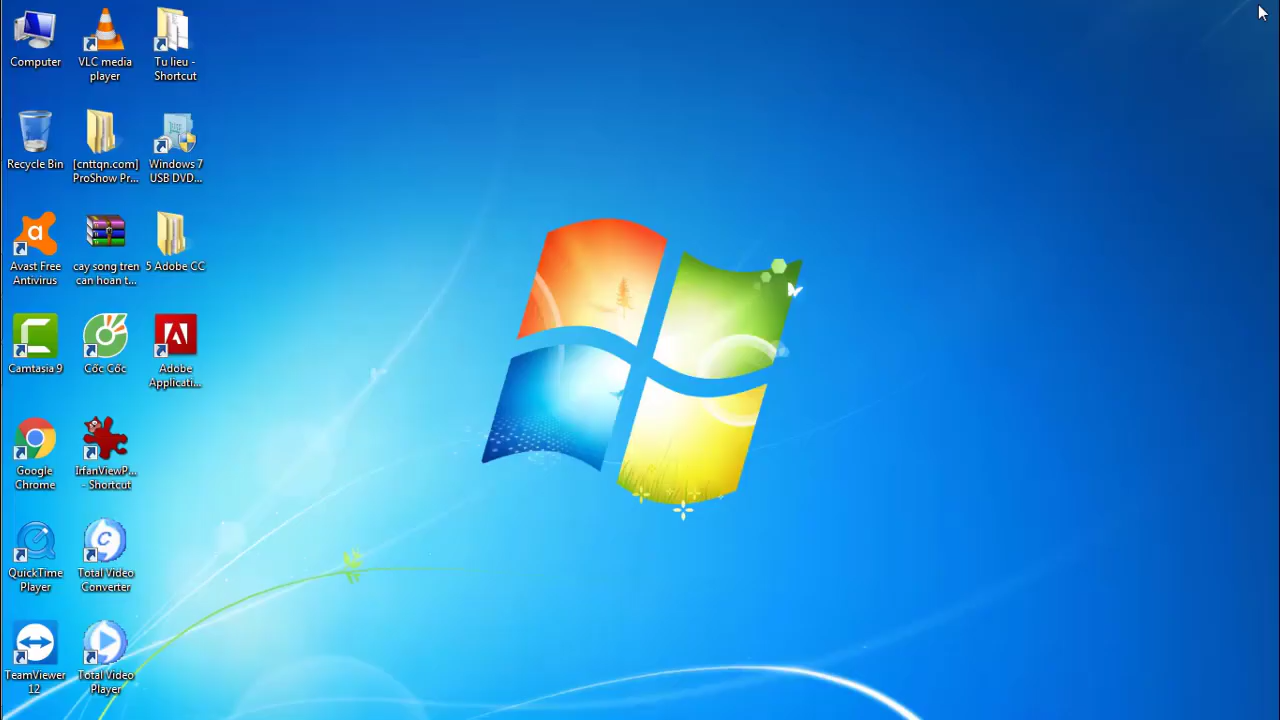 Computer
VLC media
player
Tu lieu -
Shortcut
Recycle Bin
[cnttqn.com]
ProShow Pr...
Windows 7
USB DVD...
Avast Free
Antivirus
cay song tren
can hoan t...
5 Adobe CC
Camtasia 9
Cốc Cốc
Adobe
Applicati...
Google
Chrome
IrfanViewP...
- Shortcut
QuickTime
Player
Total Video
Converter
TeamViewer
12
Total Video
Player